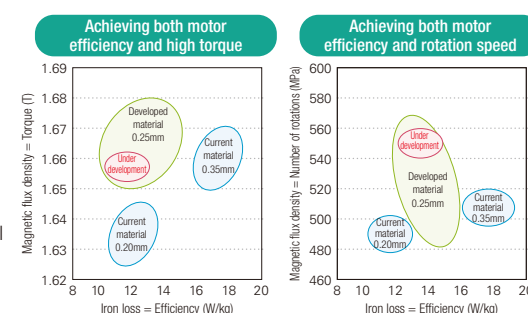 Achieving both motor
efficiency and high torque
Magnetic flux density = Torque (T)
1.69
1.68
1.67
1.66
1.65
1.64
1.63
1.62
Developed
material
0.25mm
Under
development
Current
material
0.35mm
Current
material
0.20mm
8 10 12 14 16 18 20
Iron loss = Efficiency (W/kg)
Achieving both motor
efficiency and rotation speed
Magnetic flux density = Number of rotations (MPa)
600
580
560
540
520
500
480
460
Under
development
Developed
material
0.25mm
Current
material
0.35mm
Current
material
0.20mm
8 10 12 14 16 18 20
Iron loss = Efficiency (W/kg)